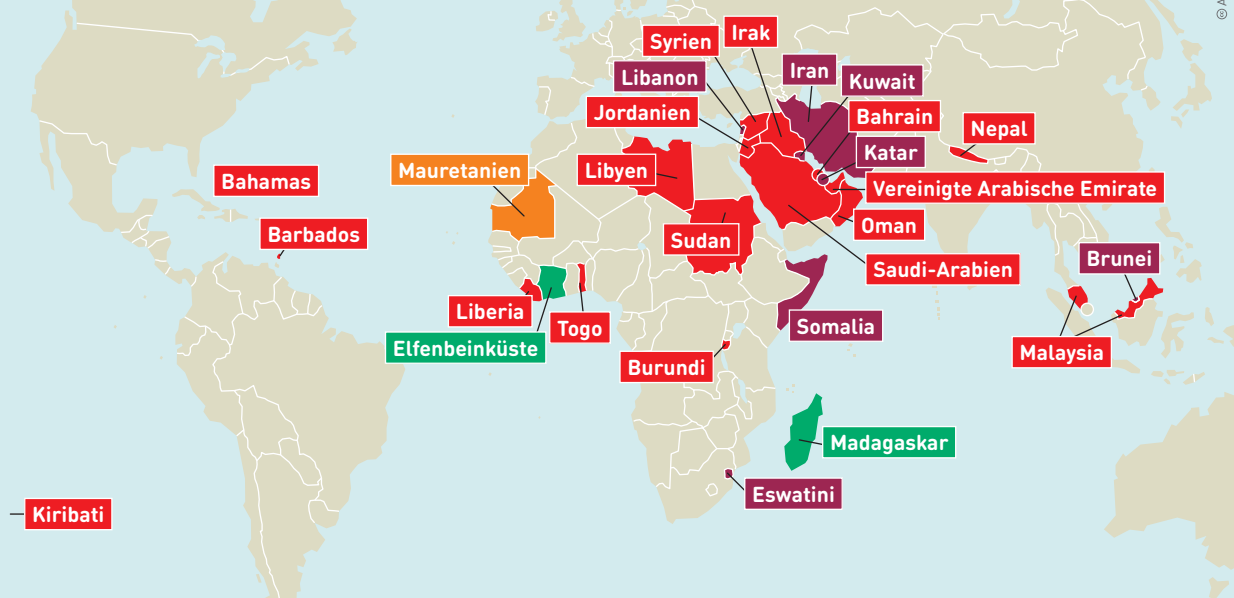 © A
Syrien
Irak
Libanon
Iran
Kuwait
Jordanien
Bahrain
Nepal
Katar
Mauretanien
Libyen
Bahamas
Vereinigte Arabische Emirate
Oman
Barbados
Sudan
Brunei
Saudi-Arabien
Liberia
Togo
Somalia
Elfenbeinküste
Malaysia
Burundi
Madagaskar
Eswatini
Kiribati